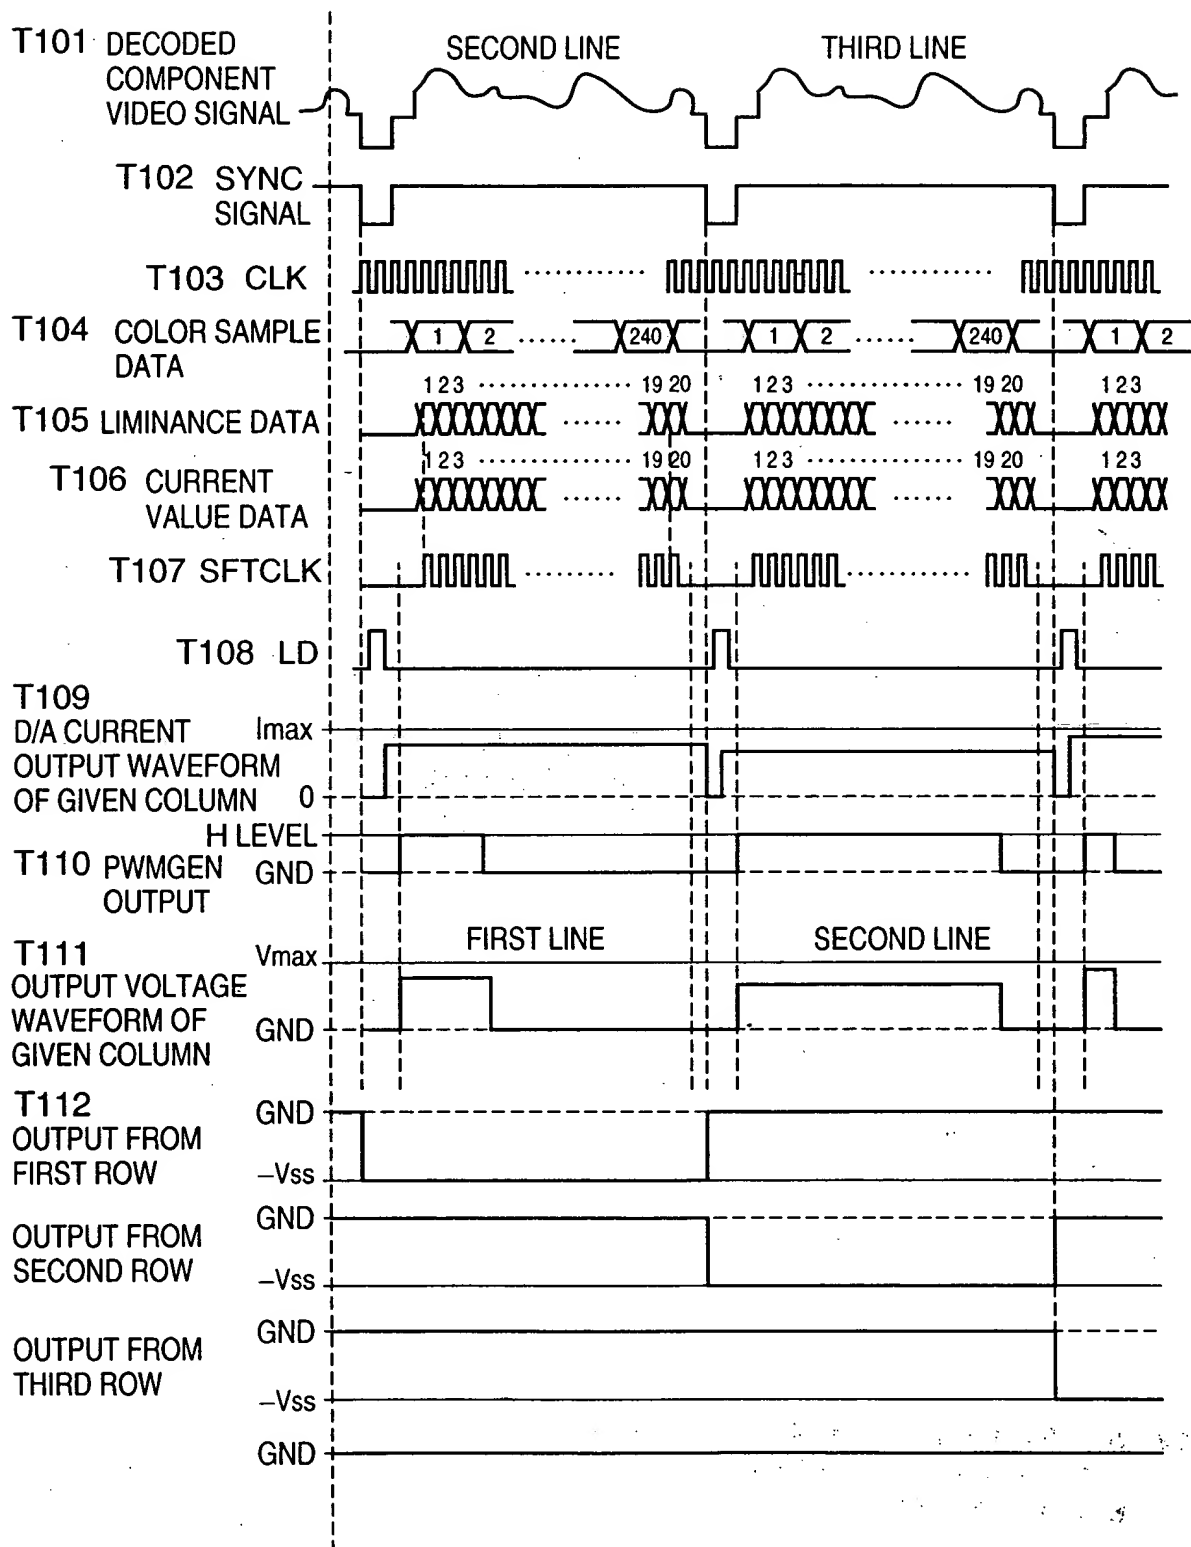 T101 DECODED
COMPONENT
VIDEO SIGNAL
SECOND LINE
THIRD LINE
T102 SYNC
SIGNAL
T103 CLK
T104 COLOR SAMPLE
DATA
1 2 ...... 240 1 2 ...... 240 1 2
1 2 3 ............... 19 20 1 2 3 ............... 19 20 1 2 3
T105 LIMINANCE DATA
1 2 3 ............... 19 20 1 2 3 ............... 19 20 1 2 3
T106 CURRENT
VALUE DATA
T107 SFTCLK
T108 LD
T109
D/A CURRENT
OUTPUT WAVEFORM
OF GIVEN COLUMN
Imax
0
H LEVEL
T110 PWMGEN
OUTPUT
GND
T111
OUTPUT VOLTAGE
WAVEFORM OF
GIVEN COLUMN
Vmax
GND
FIRST LINE
SECOND LINE
T112
OUTPUT FROM
FIRST ROW
GND
–Vss
OUTPUT FROM
SECOND ROW
GND
–Vss
OUTPUT FROM
THIRD ROW
GND
–Vss
GND